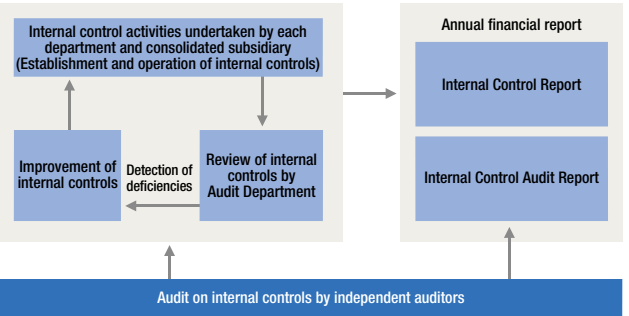 Internal control activities undertaken by each
department and consolidated subsidiary
(Establishment and operation of internal controls)
Improvement of
internal controls
Detection of
deficiencies
Review of internal
controls by
Audit Department
Annual financial report
Internal Control Report
Internal Control Audit Report
Audit on internal controls by independent auditors